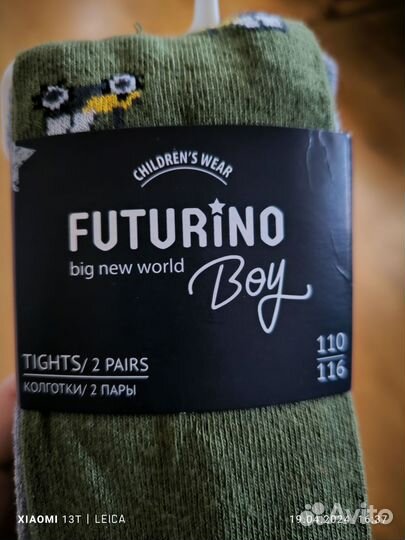 CHILDREN'S WEAR
FUTURINO
big new world
Boy
TIGHTS/ 2 PAIRS
КОЛГОТКИ/ 2 ПАРЫ
110
116
XIAOMI 13T | LEICA
19.04.2024 16:37
Avito